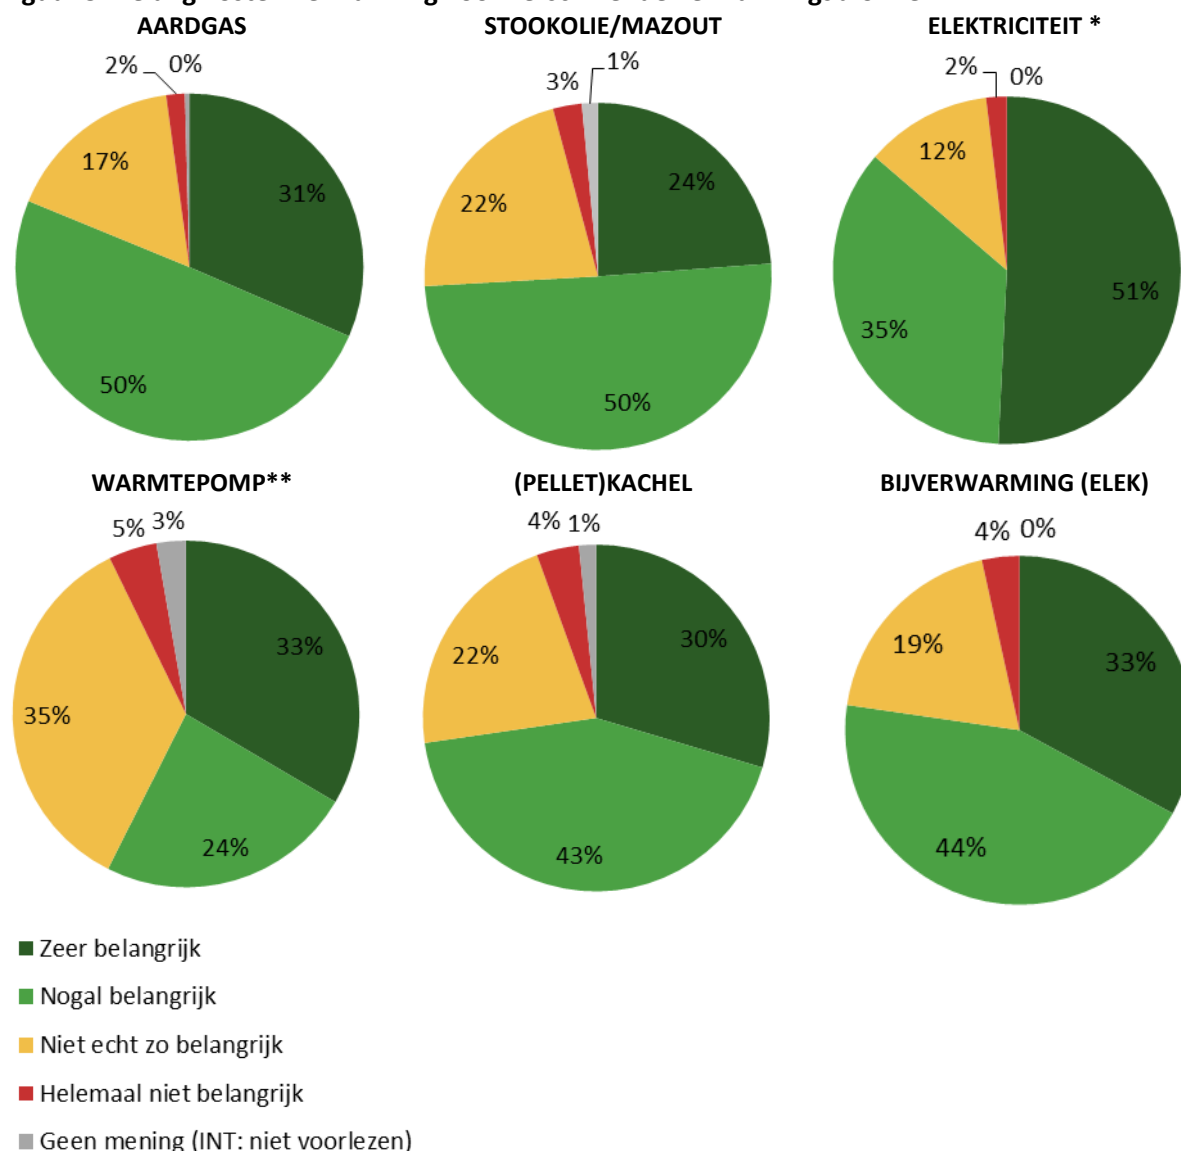 AARDGAS
2% 0%
17%
31%
50%
STOOKOLIE/MAZOUT
3% 1%
22%
24%
50%
ELEKTRICITEIT *
2% 0%
12%
51%
35%
WARMTEPOMP**
5% 3%
33%
35%
24%
(PELLET)KACHEL
4% 1%
30%
22%
43%
BIJVERWARMING (ELEK)
4% 0%
19%
33%
44%
Zeer belangrijk
Nogal belangrijk
Niet echt zo belangrijk
Helemaal niet belangrijk
Geen mening (INT: niet voorlezen)